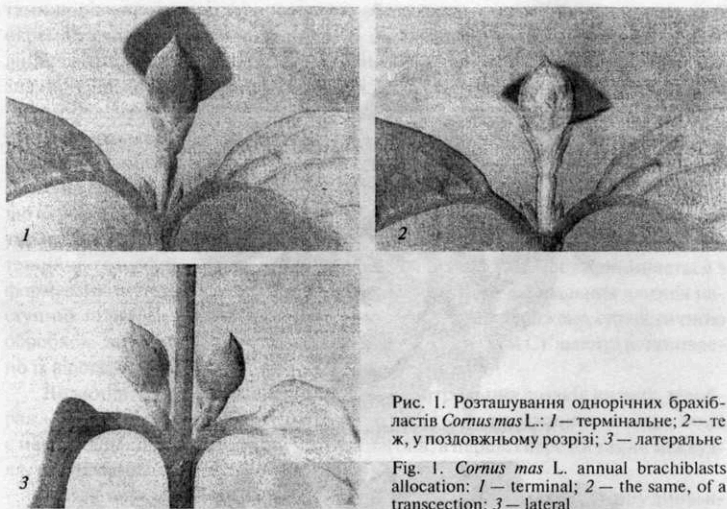 1
2
3
Рис. 1. Розташування однорічних брахіб-
ластів Cornus mas L.: 1 — термінальне; 2 — те
ж, у поздовжньому розрізі; 3 — латеральне
Fig. 1. Cornus mas L. annual brachiblasts
allocation: 1 — terminal; 2 — the same, of a
transcection; 3 — lateral